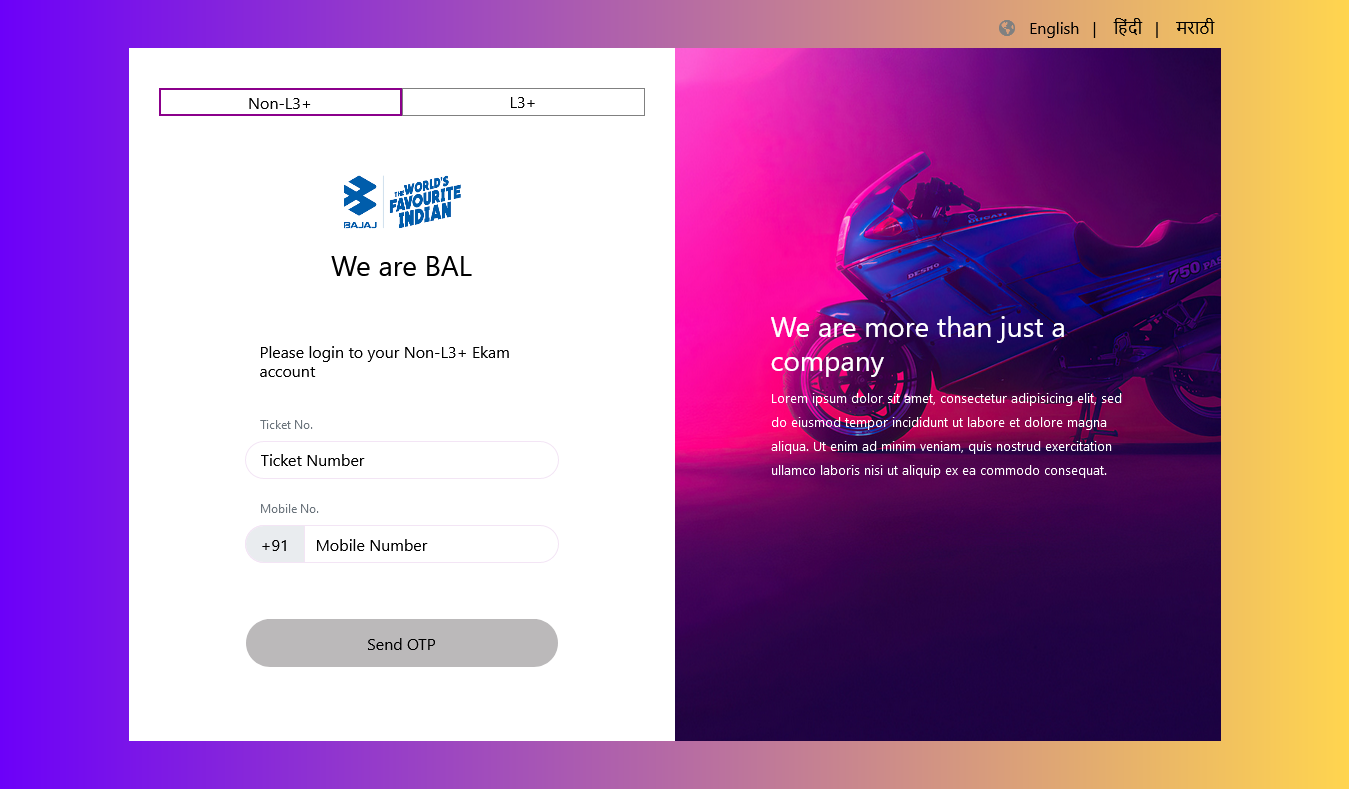 English | हिंदी | मराठी
Non-L3+
L3+
BAJAJ
THE WORLD'S
FAVOURITE
INDIAN
We are BAL
Please login to your Non-L3+ Ekam
account
Ticket No.
Ticket Number
Mobile No.
+91 Mobile Number
Send OTP
DUCATI
DESMO
750 PAS
We are more than just a
company
Lorem ipsum dolor sit amet, consectetur adipisicing elit, sed
do eiusmod tempor incididunt ut labore et dolore magna
aliqua. Ut enim ad minim veniam, quis nostrud exercitation
ullamco laboris nisi ut aliquip ex ea commodo consequat.